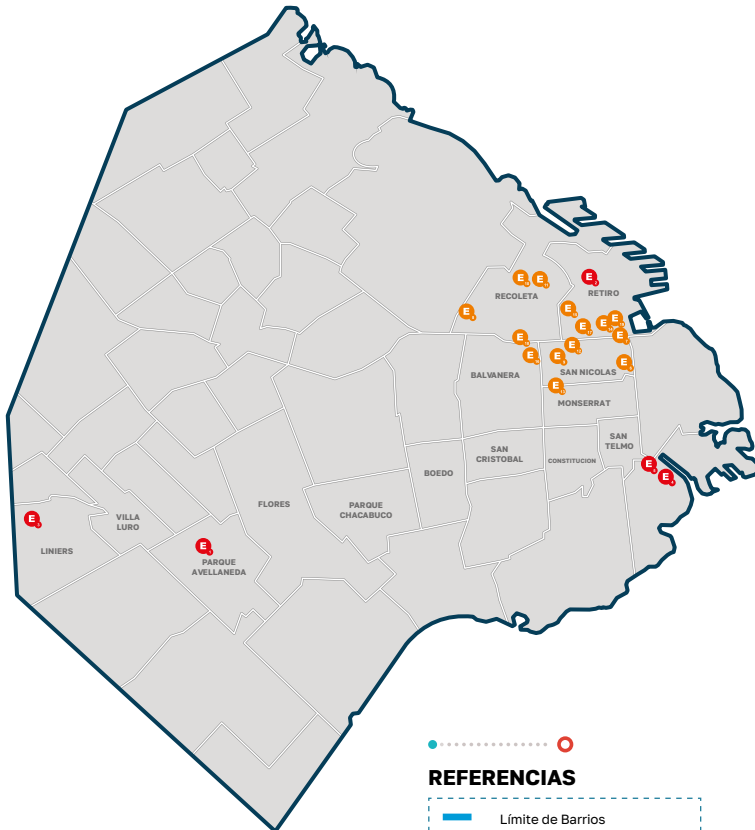 E
E
RECOLETA
E
RETIRO
E
E
E
E
E
E
E
E
E
E
BALVANERA
SAN NICOLAS
E
E
MONSERRAT
SAN
TELMO
SAN
CRISTOBAL
CONSTITUCION
BOEDO
E
E
FLORES
PARQUE
CHACABUCO
VILLA
LURO
E
LINIERS
E
PARQUE
AVELLANEDA
REFERENCIAS
Límite de Barrios